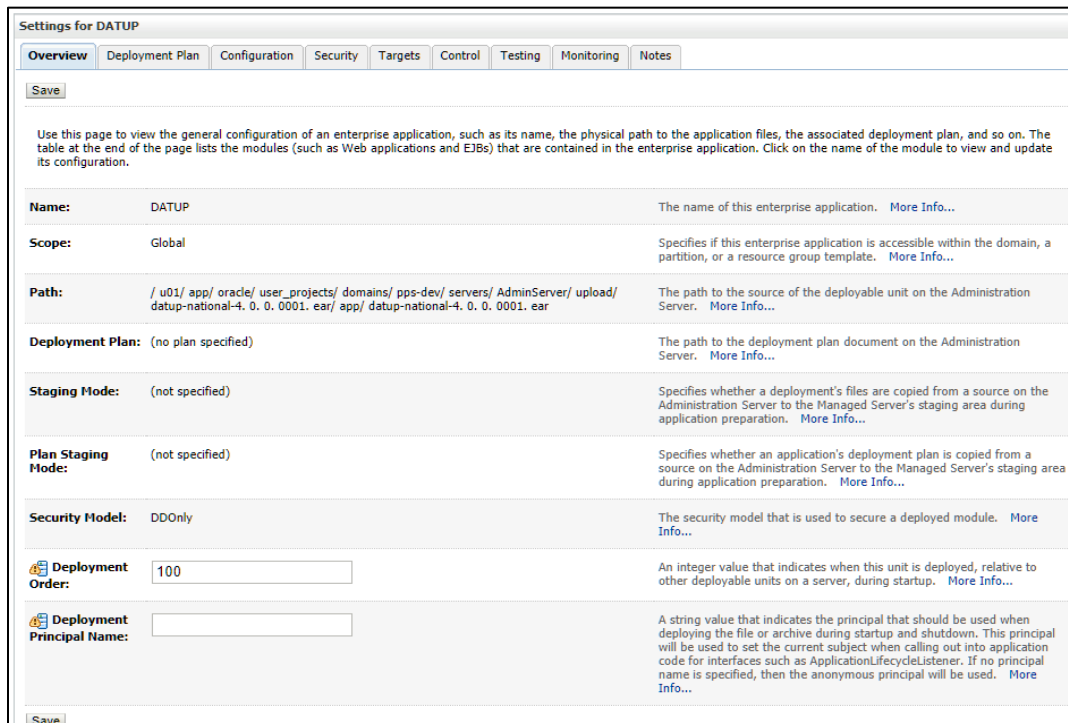 Settings for DATUP
Overview Deployment Plan Configuration Security Targets Control Testing Monitoring Notes
Save
Use this page to view the general configuration of an enterprise application, such as its name, the physical path to the application files, the associated deployment plan, and so on. The
table at the end of the page lists the modules (such as Web applications and EJBs) that are contained in the enterprise application. Click on the name of the module to view and update
its configuration.
Name: DATUP The name of this enterprise application. More Info...
Scope: Global Specifies if this enterprise application is accessible within the domain, a
partition, or a resource group template. More Info...
Path: / u01/ app/ oracle/ user_projects/ domains/ pps-dev/ servers/ AdminServer/ upload/
datup-national-4. 0. 0. 0001. ear/ app/ datup-national-4. 0. 0. 0001. ear
The path to the source of the deployable unit on the Administration
Server. More Info...
Deployment Plan: (no plan specified) The path to the deployment plan document on the Administration
Server. More Info...
Staging Mode: (not specified) Specifies whether a deployment's files are copied from a source on the
Administration Server to the Managed Server's staging area during
application preparation. More Info...
Plan Staging
Mode:
(not specified)
Specifies whether an application's deployment plan is copied from a
source on the Administration Server to the Managed Server's staging area
during application preparation. More Info...
Security Model: DDOnly The security model that is used to secure a deployed module. More
Info...
Deployment
Order:
100
An integer value that indicates when this unit is deployed, relative to
other deployable units on a server, during startup. More Info...
Deployment
Principal Name:
A string value that indicates the principal that should be used when
deploying the file or archive during startup and shutdown. This principal
will be used to set the current subject when calling out into application
code for interfaces such as ApplicationLifecycleListener. If no principal
name is specified, then the anonymous principal will be used. More
Info...
Save